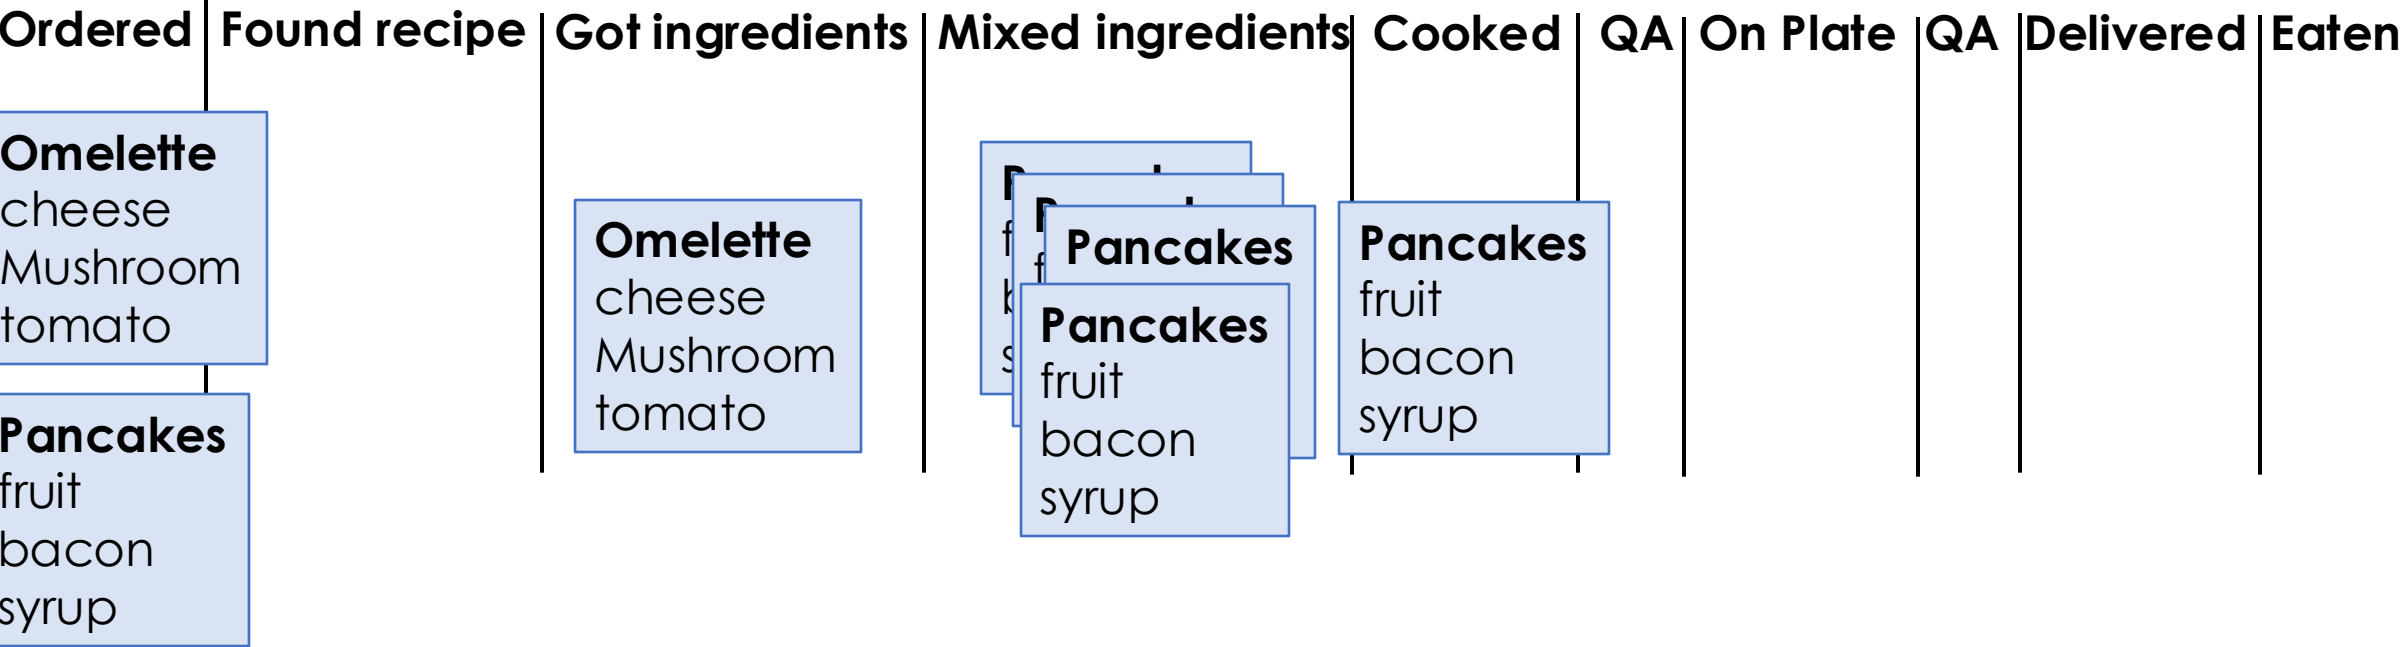 Ordered Found recipe Got ingredients Mixed ingredients Cooked QA On Plate QA Delivered Eaten
Omelette
cheese
Mushroom
tomato
Pancakes
fruit
bacon
syrup
Omelette
cheese
Mushroom
tomato
Pancakes
Pancakes
fruit
bacon
syrup
Pancakes
fruit
bacon
syrup